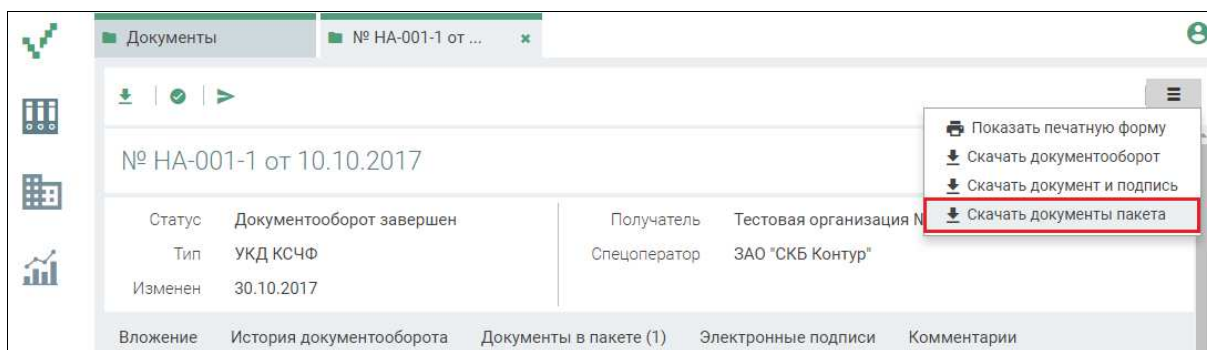 Документы
№ НА-001-1 от ...
Показать печатную форму
Скачать документооборот
Скачать документ и подпись
Скачать документы пакета
№ НА-001-1 от 10.10.2017
Статус Документооборот завершен
Получатель Тестовая организация
Тип УКД КСЧФ
Спецоператор ЗАО "СКБ Контур"
Изменен 30.10.2017
Вложение История документооборота Документы в пакете (1) Электронные подписи Комментарии